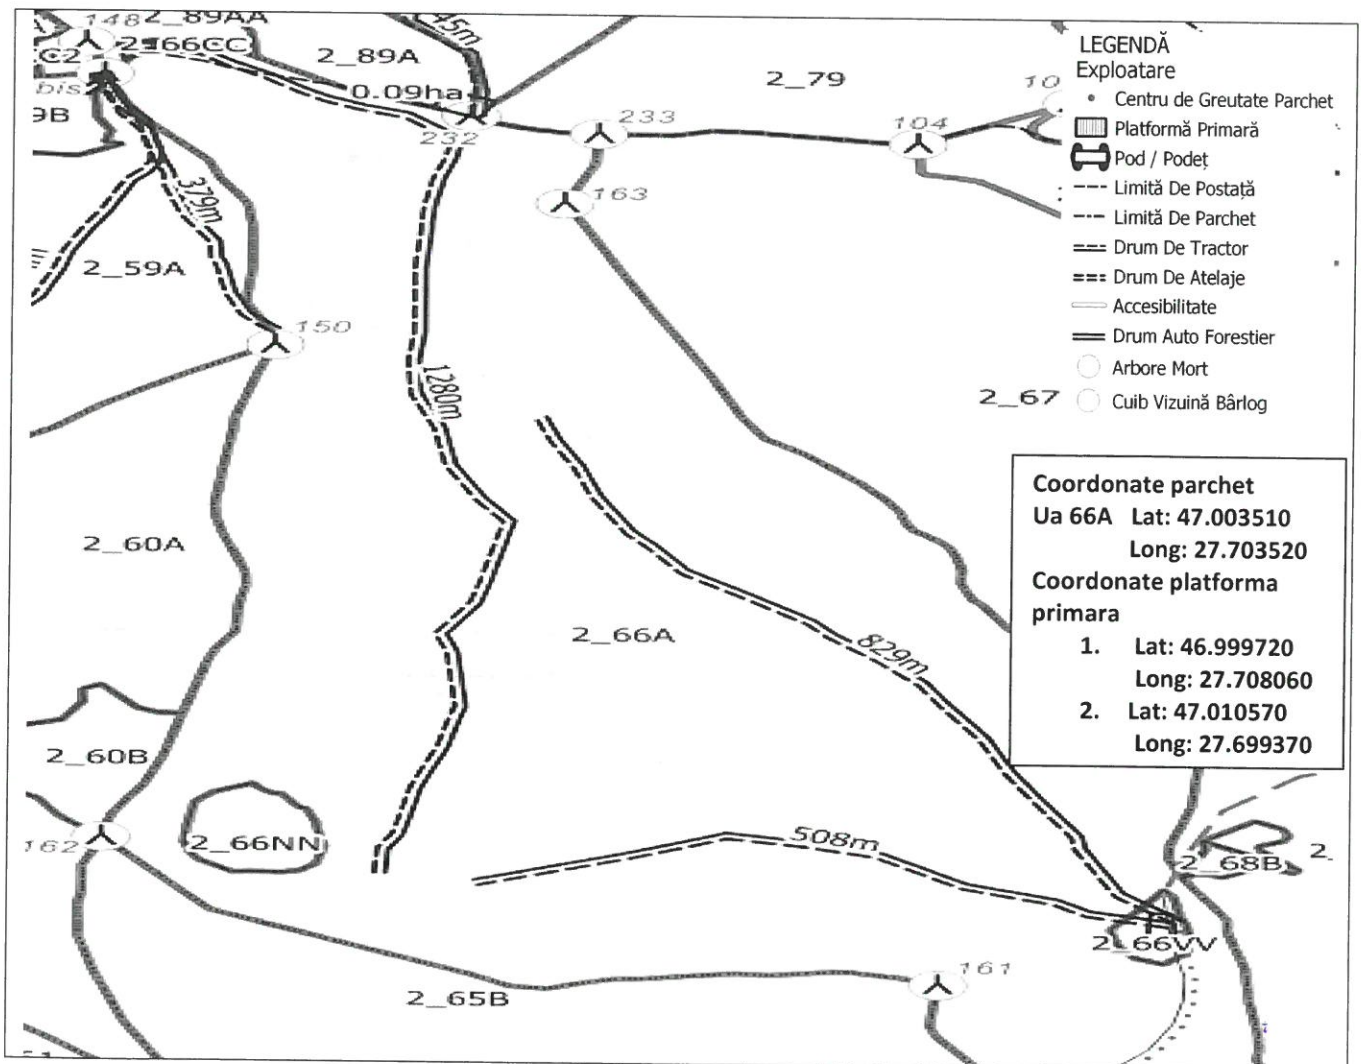 148
2_89AA
2_66CC
C2
bis
9B
45m
2_89A
0.09ha
232
233
2_79
104
10
163
379m
2_59A
150
1280m
2_67
2_60A
2_66A
829m
2_60B
162
2_66NN
508m
2_68B
2_
2_66VV
161
2_65B
LEGENDĂ
Exploatare
Centru de Greutate Parchet
Platformă Primară
Pod / Podeț
Limită De Postață
Limită De Parchet
Drum De Tractor
Drum De Atelaje
Accesibilitate
Drum Auto Forestier
Arbore Mort
Cuib Vizuină Bârlog
Coordonate parchet
Ua 66A Lat: 47.003510
Long: 27.703520
Coordonate platforma
primara
1. Lat: 46.999720
Long: 27.708060
2. Lat: 47.010570
Long: 27.699370